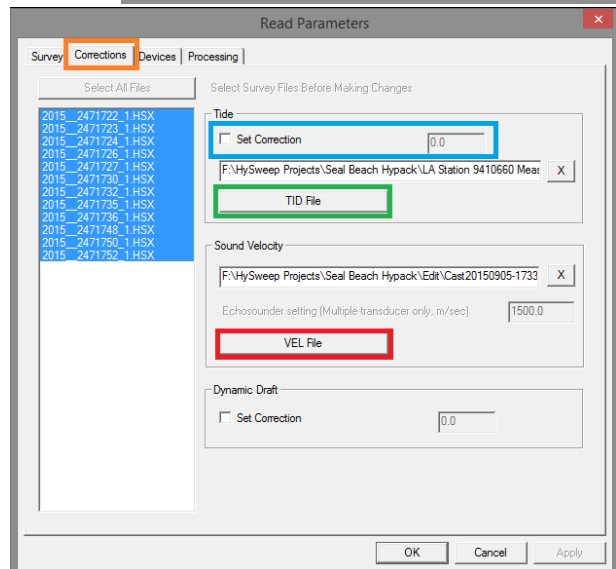 Read Parameters
Survey Corrections Devices Processing
Select All Files Select Survey Files Before Making Changes
2015__2471722_1.HSX
2015__2471723_1.HSX
2015__2471724_1.HSX
2015__2471726_1.HSX
2015__2471727_1.HSX
2015__2471730_1.HSX
2015__2471732_1.HSX
2015__2471735_1.HSX
2015__2471736_1.HSX
2015__2471748_1.HSX
2015__2471750_1.HSX
2015__2471752_1.HSX
Tide
Set Correction 0.0
F:\HySweep Projects\Seal Beach Hypack\LA Station 9410660 Meas X
TID File
Sound Velocity
F:\HySweep Projects\Seal Beach Hypack\Edit\Cast20150905-1733 X
Echosounder setting (Multiple transducer only, m/sec) 1500.0
VEL File
Dynamic Draft
Set Correction 0.0
OK Cancel Apply